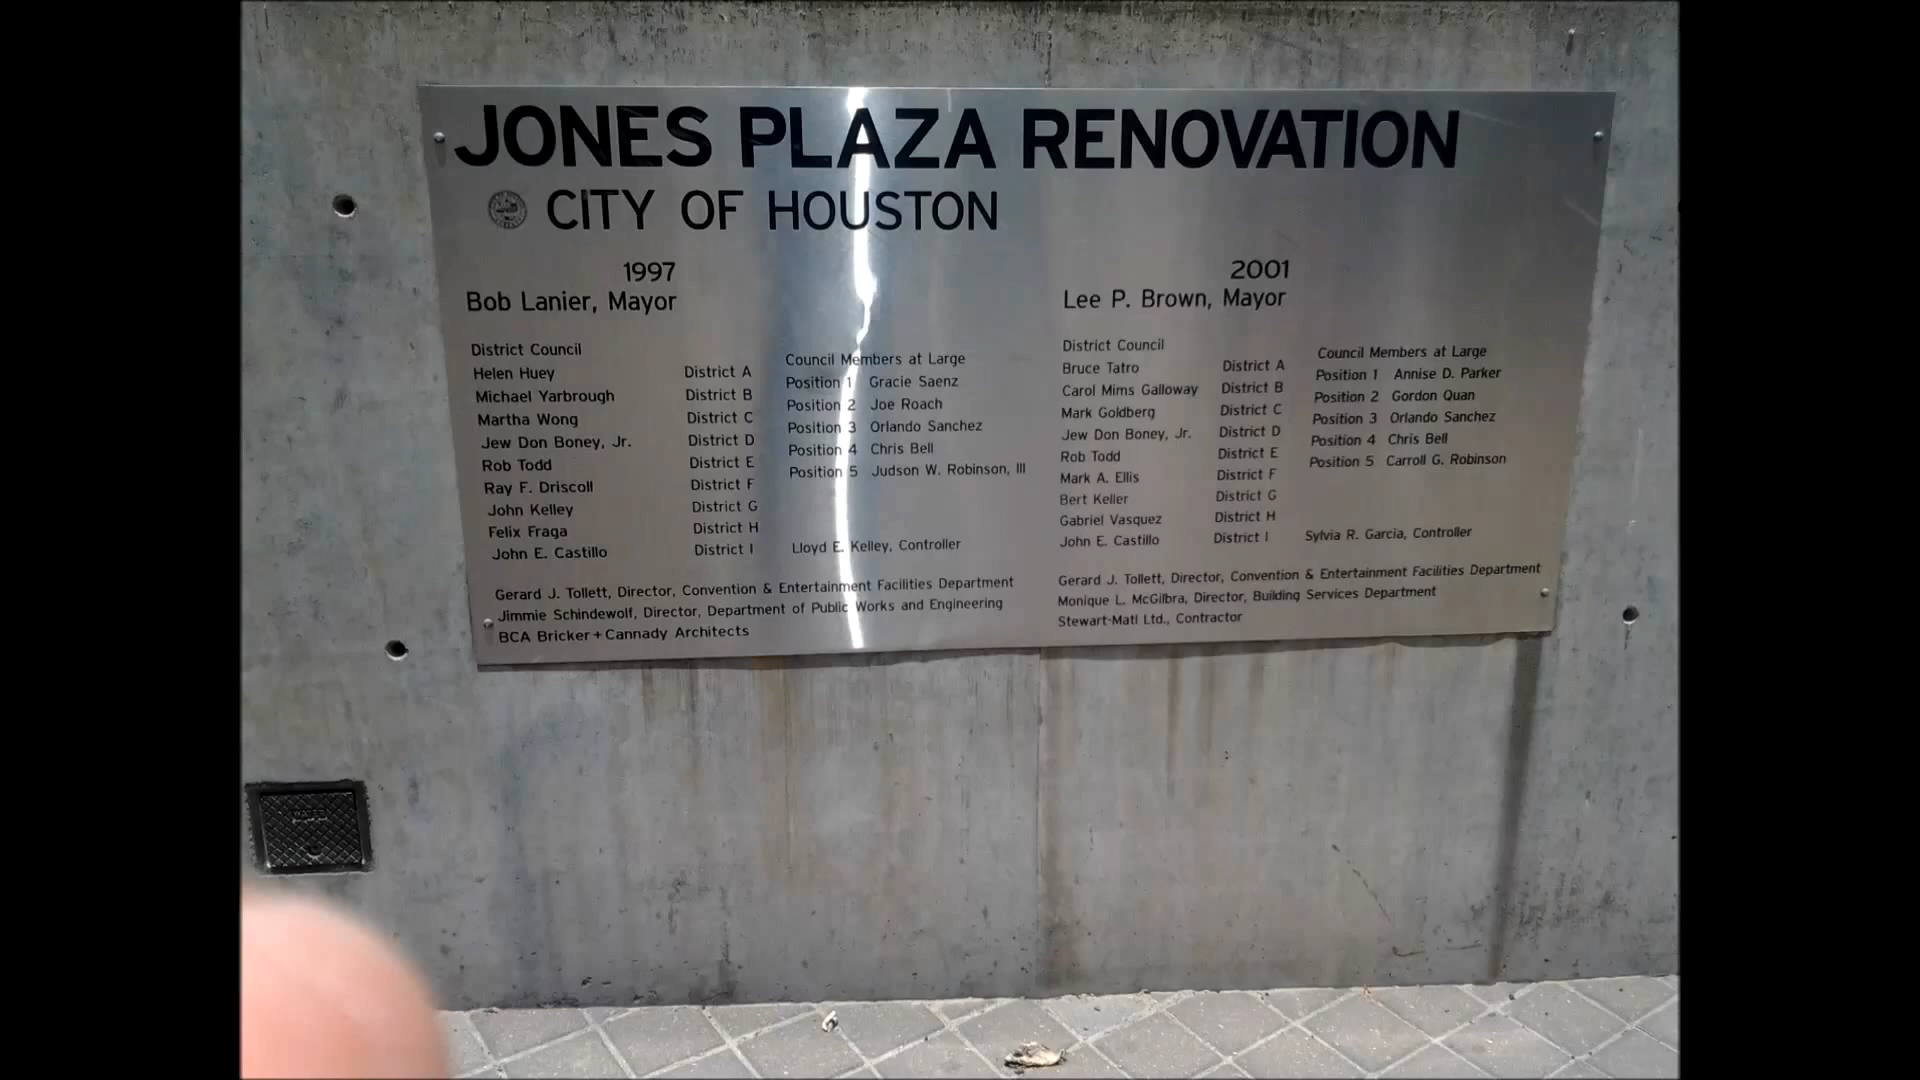 JONES PLAZA RENOVATION
CITY OF HOUSTON
1997
Bob Lanier, Mayor
District Council
Helen Huey District A
Michael Yarbrough District B
Martha Wong District C
Jew Don Boney, Jr. District D
Rob Todd District E
Ray F. Driscoll District F
John Kelley District G
Felix Fraga District H
John E. Castillo District I
Council Members at Large
Position 1 Gracie Saenz
Position 2 Joe Roach
Position 3 Orlando Sanchez
Position 4 Chris Bell
Position 5 Judson W. Robinson, III
Lloyd E. Kelley, Controller
Gerard J. Tollett, Director, Convention & Entertainment Facilities Department
Jimmie Schindewolf, Director, Department of Public Works and Engineering
BCA Bricker+Cannady Architects
2001
Lee P. Brown, Mayor
District Council
Bruce Tatro District A
Carol Mims Galloway District B
Mark Goldberg District C
Jew Don Boney, Jr. District D
Rob Todd District E
Mark A. Ellis District F
Bert Keller District G
Gabriel Vasquez District H
John E. Castillo District I
Council Members at Large
Position 1 Annise D. Parker
Position 2 Gordon Quan
Position 3 Orlando Sanchez
Position 4 Chris Bell
Position 5 Carroll G. Robinson
Sylvia R. Garcia, Controller
Gerard J. Tollett, Director, Convention & Entertainment Facilities Department
Monique L. McGilbra, Director, Building Services Department
Stewart-Matl Ltd., Contractor